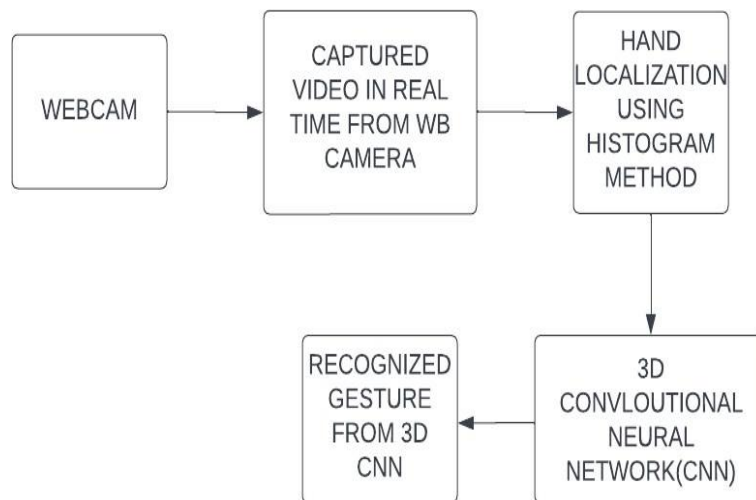 WEBCAM
CAPTURED
VIDEO IN REAL
TIME FROM WB
CAMERA
HAND
LOCALIZATION
USING
HISTOGRAM
METHOD
3D
CONVLOUTIONAL
NEURAL
NETWORK(CNN)
RECOGNIZED
GESTURE
FROM 3D
CNN